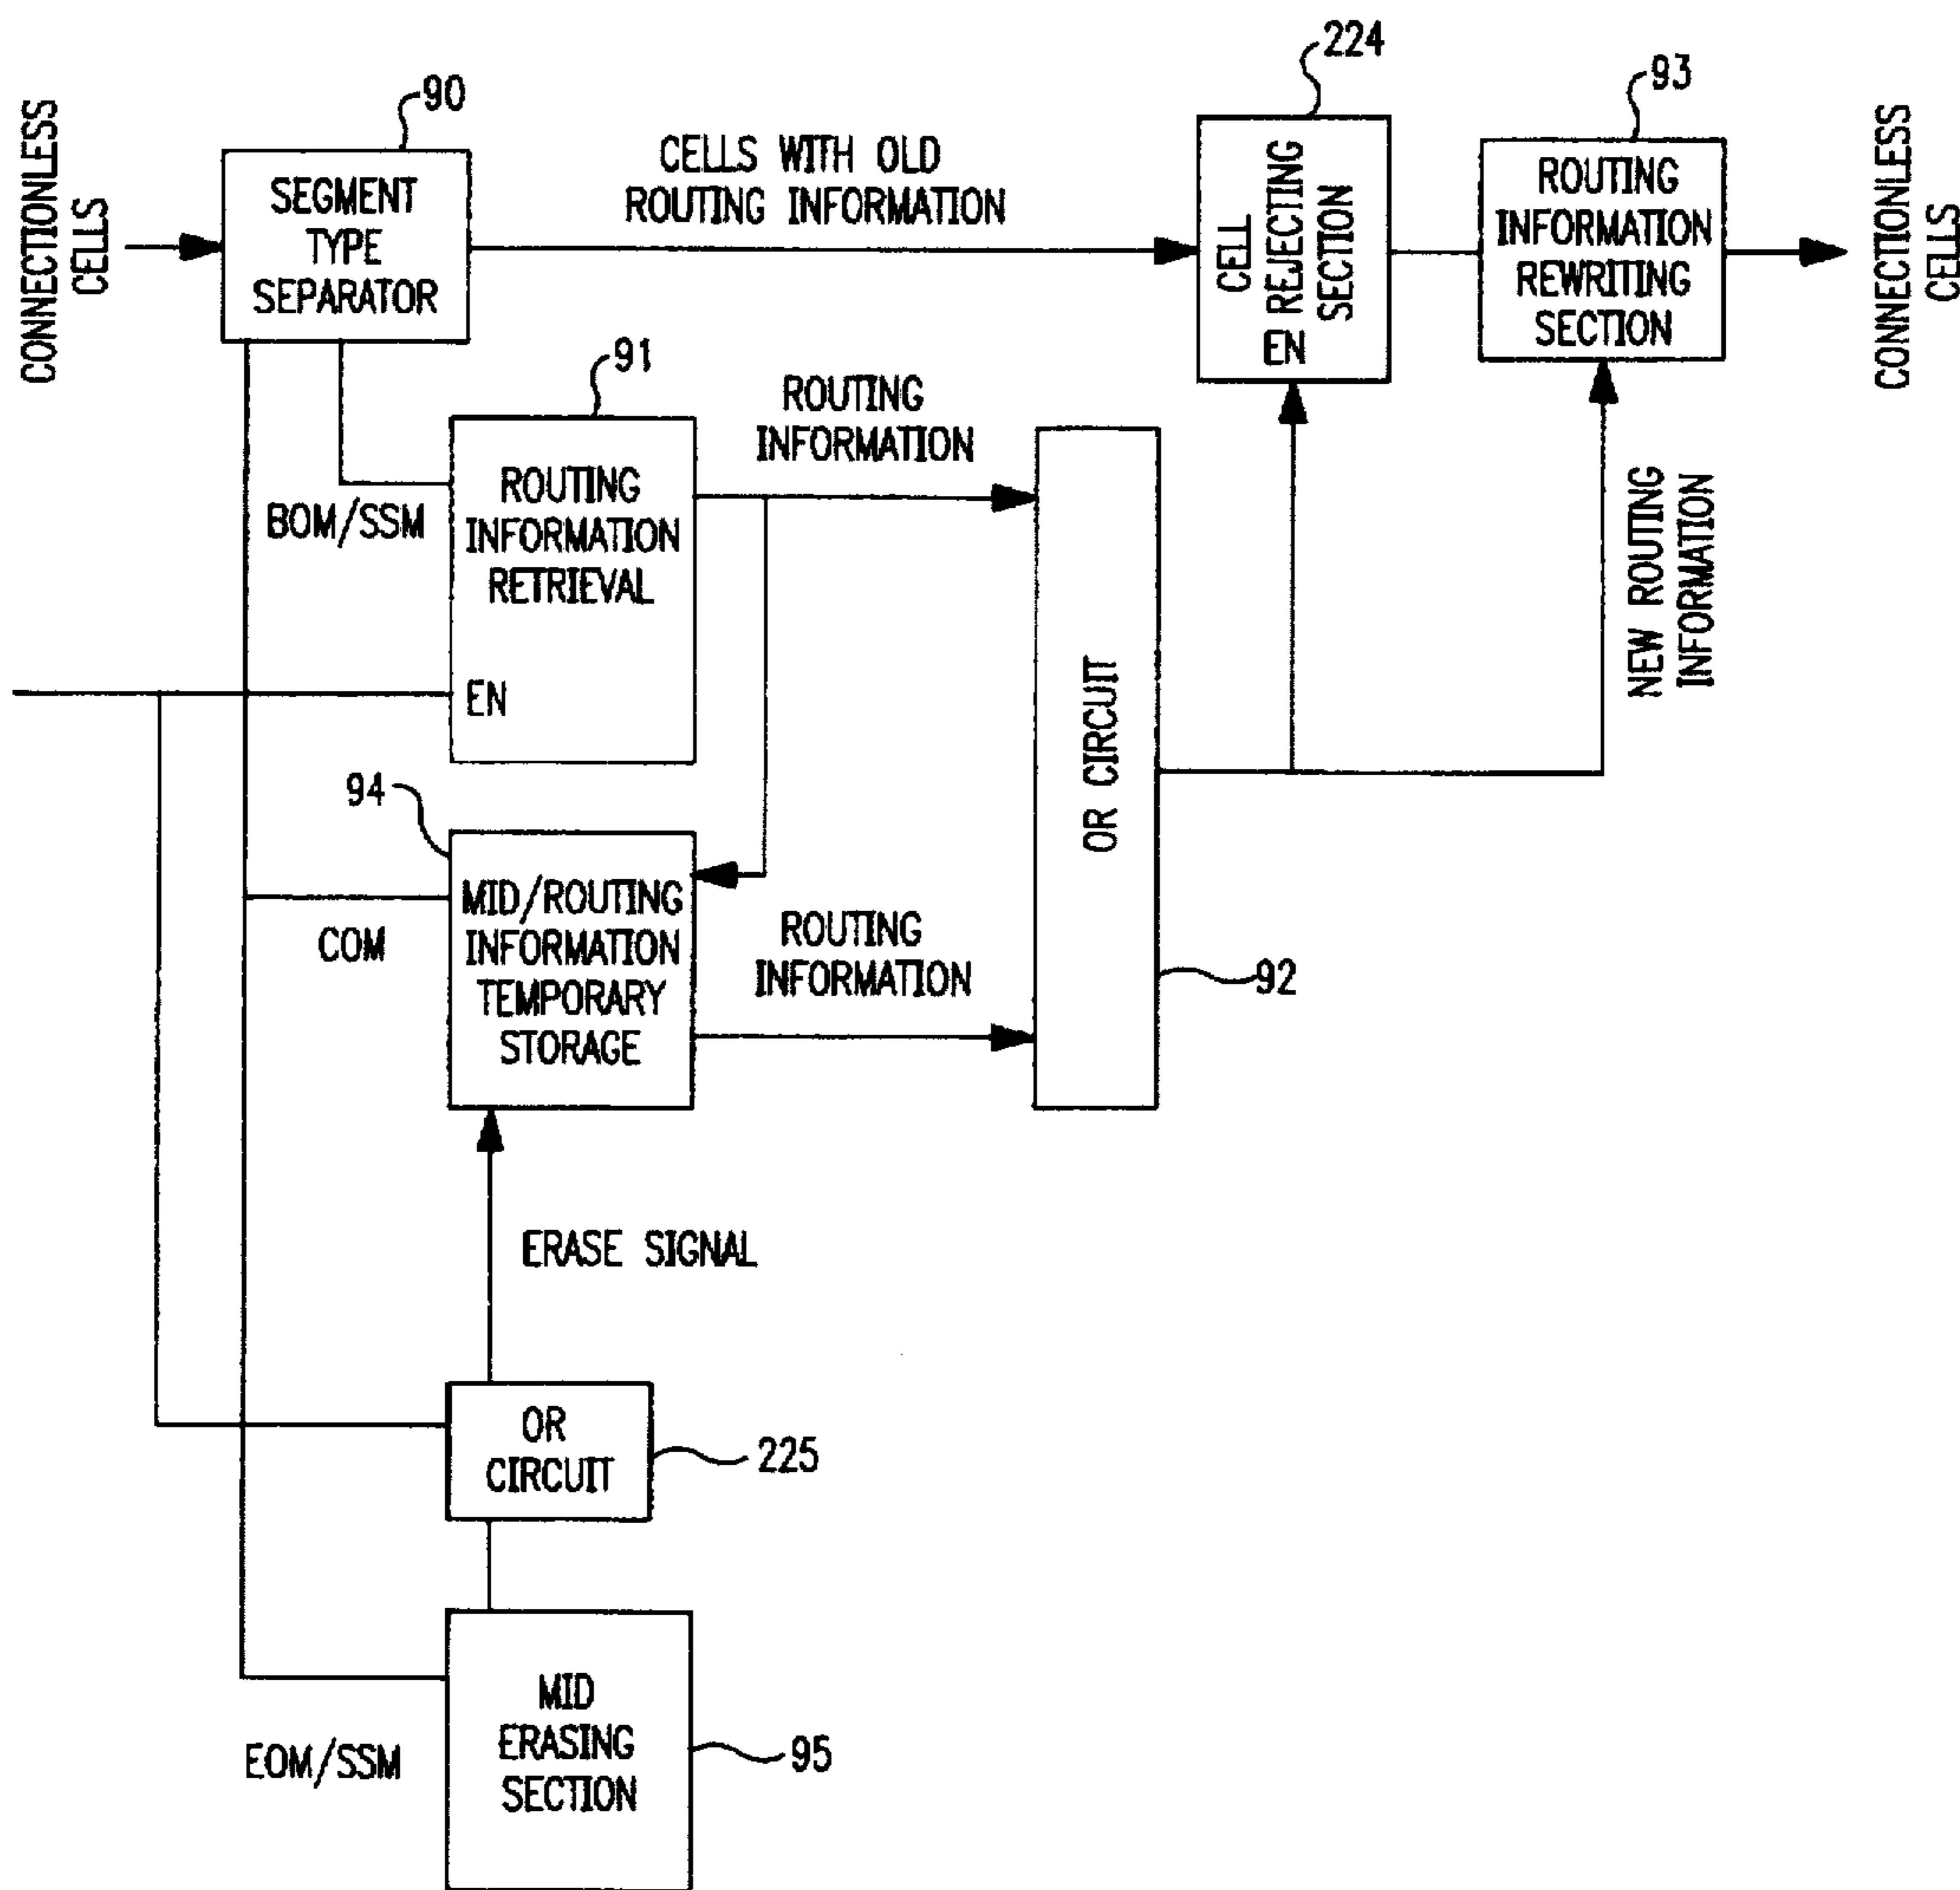 224
93
90
CONNECTIONLESS
CELLS
SEGMENT
TYPE
SEPARATOR
CELLS WITH OLD
ROUTING INFORMATION
CELL
REJECTING
SECTION
EN
ROUTING
INFORMATION
REWRITING
SECTION
CONNECTIONLESS
CELLS
91
BOM/SSM
ROUTING
INFORMATION
RETRIEVAL
EN
ROUTING
INFORMATION
OR CIRCUIT
NEW ROUTING
INFORMATION
94
COM
MID/ROUTING
INFORMATION
TEMPORARY
STORAGE
ROUTING
INFORMATION
92
ERASE SIGNAL
OR
CIRCUIT
225
EOM/SSM
MID
ERASING
SECTION
95